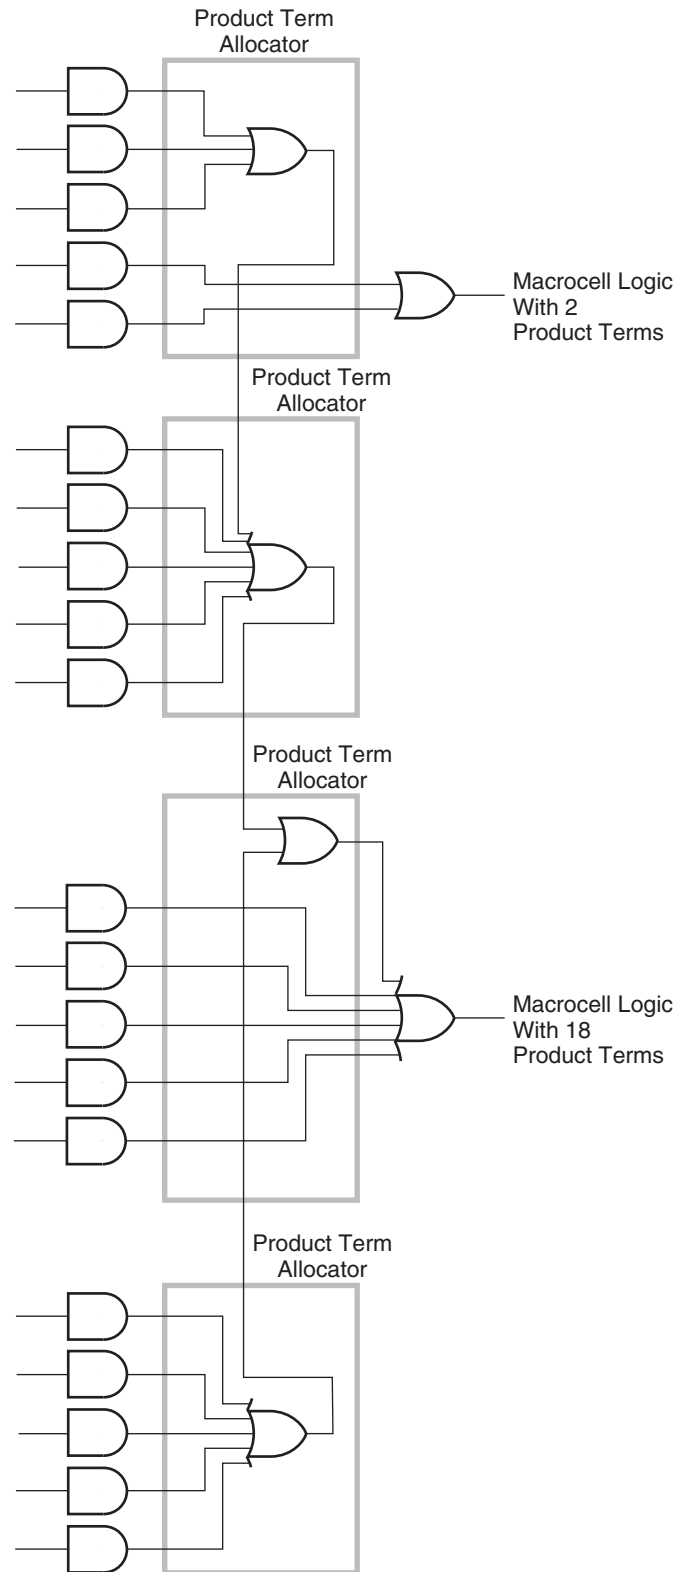 Product Term
Allocator
Macrocell Logic
With 2
Product Terms
Product Term
Allocator
Product Term
Allocator
Macrocell Logic
With 18
Product Terms
Product Term
Allocator